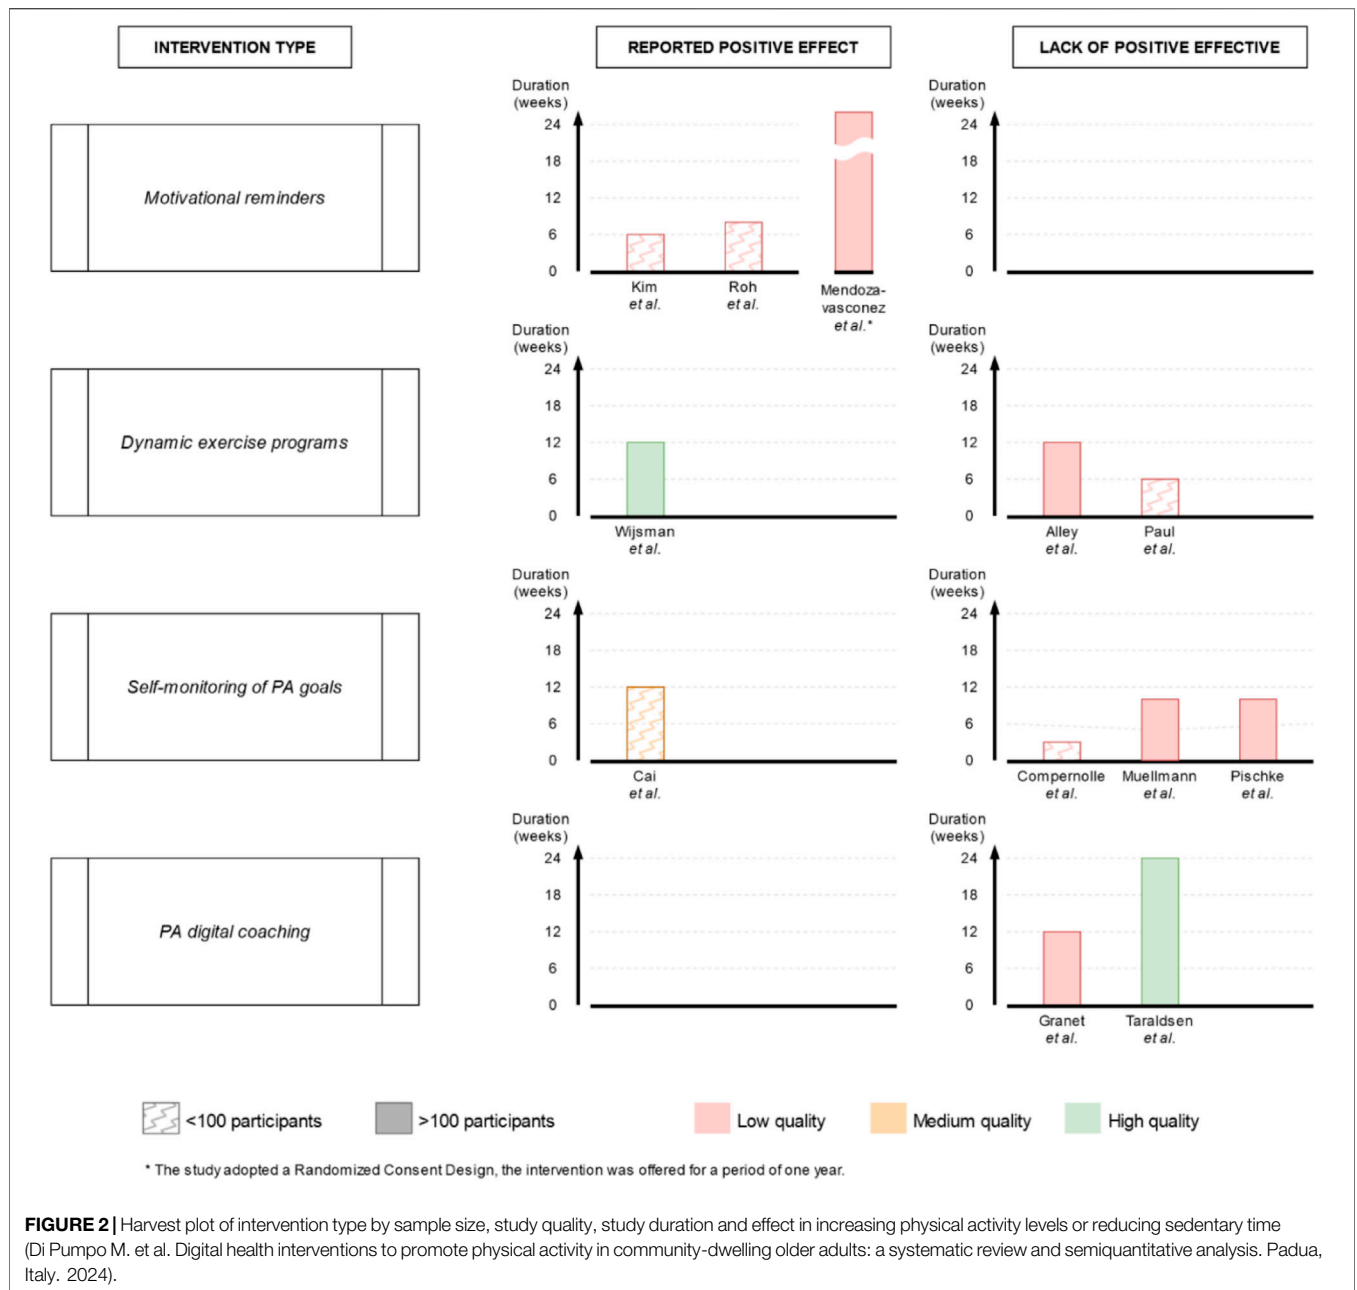 INTERVENTION TYPE
REPORTED POSITIVE EFFECT
LACK OF POSITIVE EFFECTIVE
Motivational reminders
Duration
(weeks)
24
18
12
6
0
Kim
et al.
Roh
et al.
Mendoza-
vasconez
et al.*
24
18
12
6
0
Dynamic exercise programs
Duration
(weeks)
24
18
12
6
0
Wijsman
et al.
Duration
(weeks)
24
18
12
6
0
Alley
et al.
Paul
et al.
Self-monitoring of PA goals
Duration
(weeks)
24
18
12
6
0
Cai
et al.
Duration
(weeks)
24
18
12
6
0
Compernolle
et al.
Muellmann
et al.
Pischke
et al.
PA digital coaching
Duration
(weeks)
24
18
12
6
0
Duration
(weeks)
24
18
12
6
0
Granet
et al.
Taraldsen
et al.
<100 participants
>100 participants
Low quality
Medium quality
High quality
* The study adopted a Randomized Consent Design, the intervention was offered for a period of one year.
FIGURE 2 | Harvest plot of intervention type by sample size, study quality, study duration and effect in increasing physical activity levels or reducing sedentary time
(Di Pumpo M. et al. Digital health interventions to promote physical activity in community-dwelling older adults: a systematic review and semiquantitative analysis. Padua,
Italy. 2024).